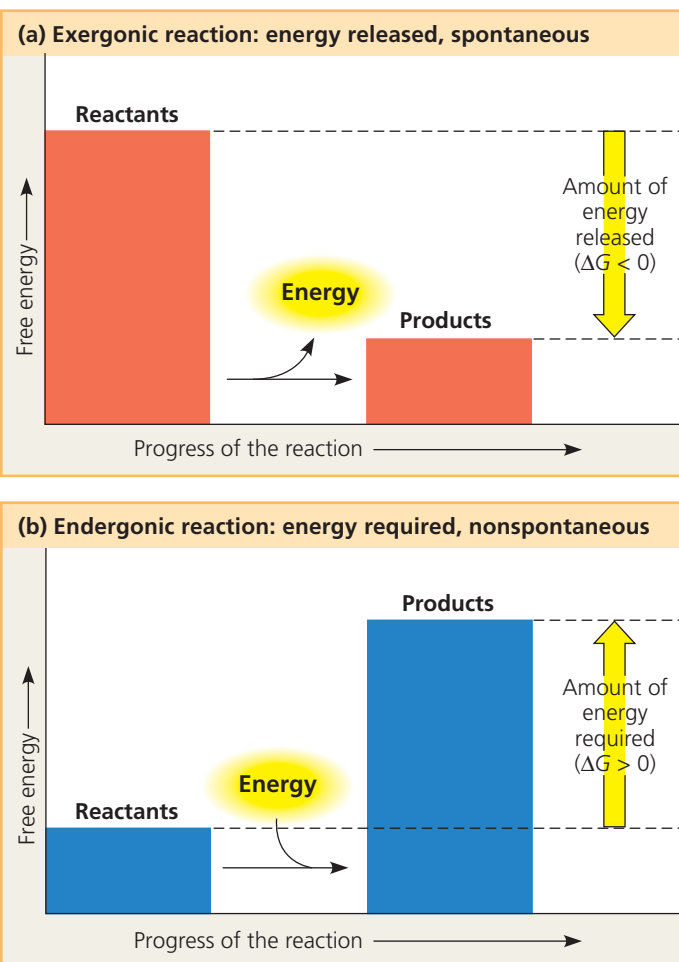 (a) Exergonic reaction: energy released, spontaneous
Reactants
Amount of
energy
released
(ΔG < 0)
Energy
Products
Free energy
Progress of the reaction
(b) Endergonic reaction: energy required, nonspontaneous
Products
Amount of
energy
required
(ΔG > 0)
Energy
Reactants
Free energy
Progress of the reaction